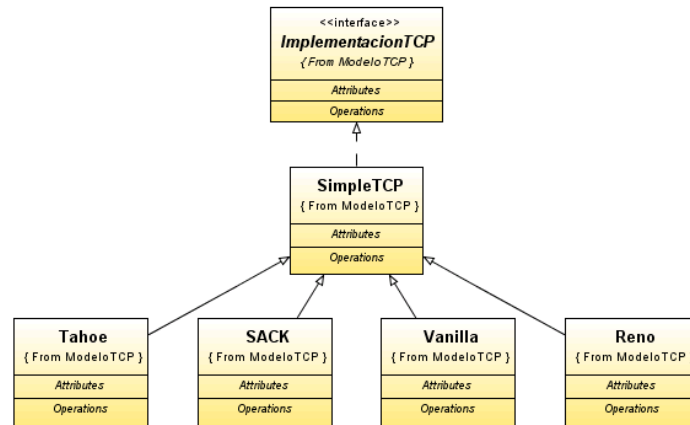 <<interface>>
ImplementacionTCP
{ From ModeloTCP }
Attributes
Operations
SimpleTCP
{ From ModeloTCP }
Attributes
Operations
Tahoe
{ From ModeloTCP }
Attributes
Operations
SACK
{ From ModeloTCP }
Attributes
Operations
Vanilla
{ From ModeloTCP }
Attributes
Operations
Reno
{ From ModeloTCP }
Attributes
Operations